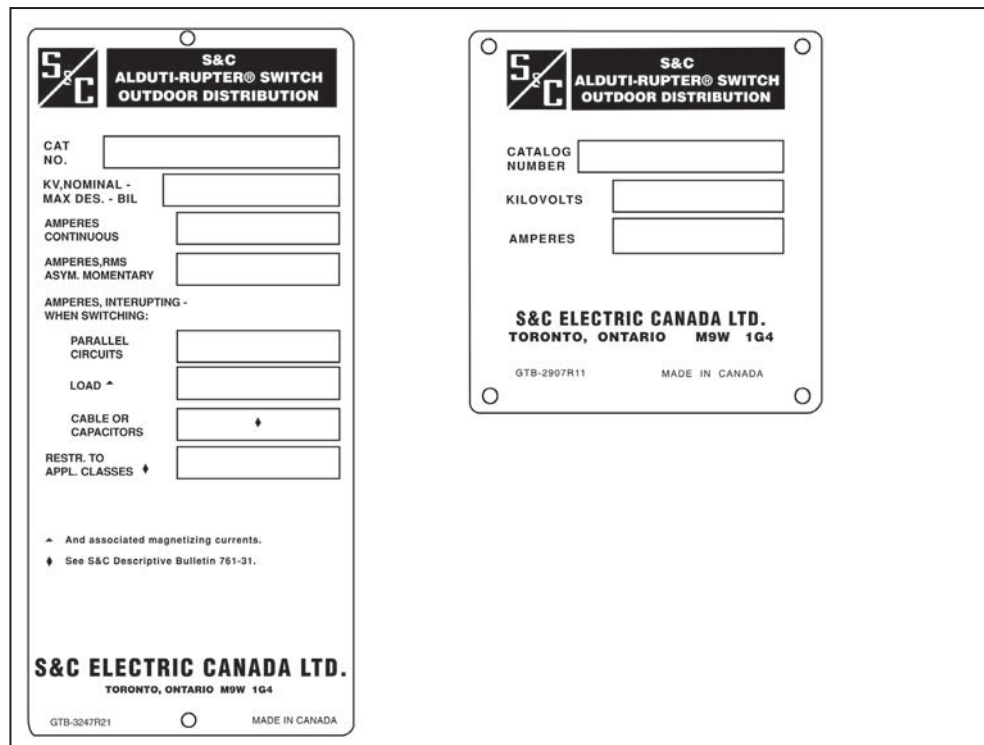 S&C
S&C
ALDUTI-RUPTER® SWITCH
OUTDOOR DISTRIBUTION
CAT
NO.
KV,NOMINAL -
MAX DES. - BIL
AMPERES
CONTINUOUS
AMPERES,RMS
ASYM. MOMENTARY
AMPERES, INTERUPTING -
WHEN SWITCHING:
PARALLEL
CIRCUITS
LOAD
CABLE OR
CAPACITORS ♦
RESTR. TO
APPL. CLASSES ♦
And associated magnetizing currents.
♦ See S&C Descriptive Bulletin 761-31.
S&C ELECTRIC CANADA LTD.
TORONTO, ONTARIO M9W 1G4
GTB-3247R21 MADE IN CANADA
S&C
S&C
ALDUTI-RUPTER® SWITCH
OUTDOOR DISTRIBUTION
CATALOG
NUMBER
KILOVOLTS
AMPERES
S&C ELECTRIC CANADA LTD.
TORONTO, ONTARIO M9W 1G4
GTB-2907R11 MADE IN CANADA